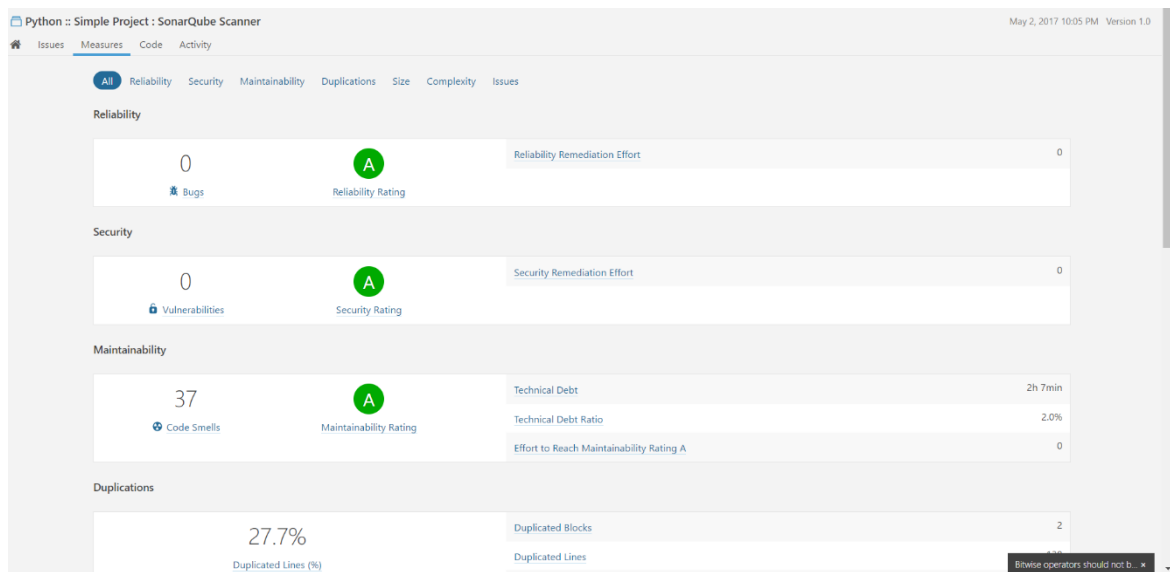 Python :: Simple Project : SonarQube Scanner
May 2, 2017 10:05 PM Version 1.0
Issues Measures Code Activity
All Reliability Security Maintainability Duplications Size Complexity Issues
Reliability
0
Bugs
A
Reliability Rating
Reliability Remediation Effort 0
Security
0
Vulnerabilities
A
Security Rating
Security Remediation Effort 0
Maintainability
37
Code Smells
A
Maintainability Rating
Technical Debt 2h 7min
Technical Debt Ratio 2.0%
Effort to Reach Maintainability Rating A 0
Duplications
27.7%
Duplicated Lines (%)
Duplicated Blocks 2
Duplicated Lines
Bitwise operators should not b... ×